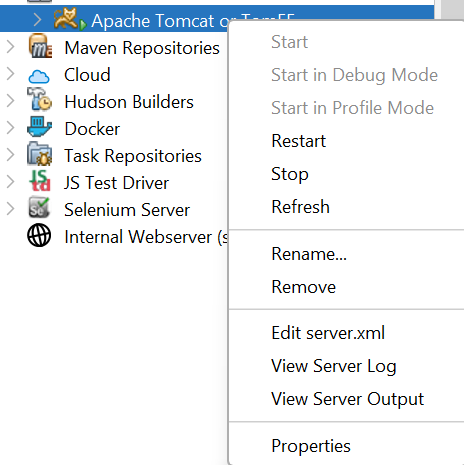 Apache Tomcat or TomEE
Maven Repositories
Cloud
Hudson Builders
Docker
Task Repositories
JS Test Driver
Selenium Server
Internal Webserver (s
Start
Start in Debug Mode
Start in Profile Mode
Restart
Stop
Refresh
Rename...
Remove
Edit server.xml
View Server Log
View Server Output
Properties